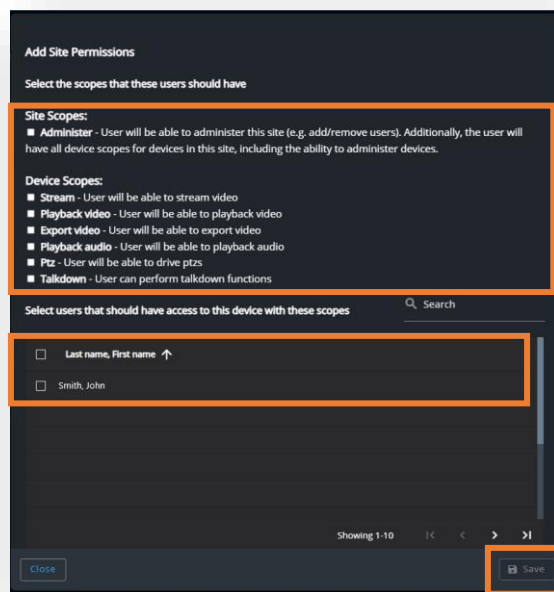 Add Site Permissions
Select the scopes that these users should have
Site Scopes:
Administer - User will be able to administer this site (e.g. add/remove users). Additionally, the user will
have all device scopes for devices in this site, including the ability to administer devices.
Device Scopes:
Stream - User will be able to stream video
Playback video - User will be able to playback video
Export video - User will be able to export video
Playback audio - User will be able to playback audio
Ptz - User will be able to drive ptzs
Talkdown - User can perform talkdown functions
Select users that should have access to this device with these scopes
Search
Last name, First name
Smith, John
Showing 1-10
Close
Save